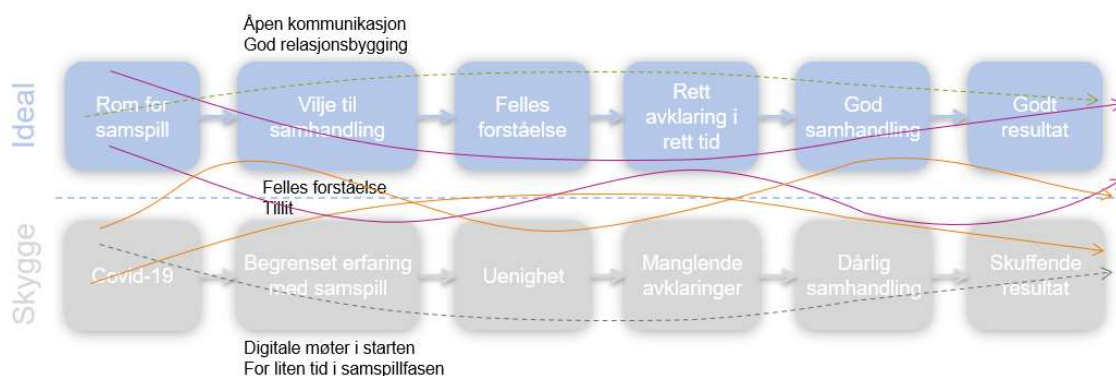 Åpen kommunikasjon
God relasjonsbygging
Ideal
Rom for
samspill
Vilje til
samhandling
Felles
forståelse
Rett
avklaring i
rett tid
God
samhandling
Godt
resultat
Felles forståelse
Tillit
Skygge
Covid-19
Begrenset erfaring
med samspill
Uenighet
Manglende
avklaringer
Dårlig
samhandling
Skuffende
resultat
Digitale møter i starten
For liten tid i samspillfasen